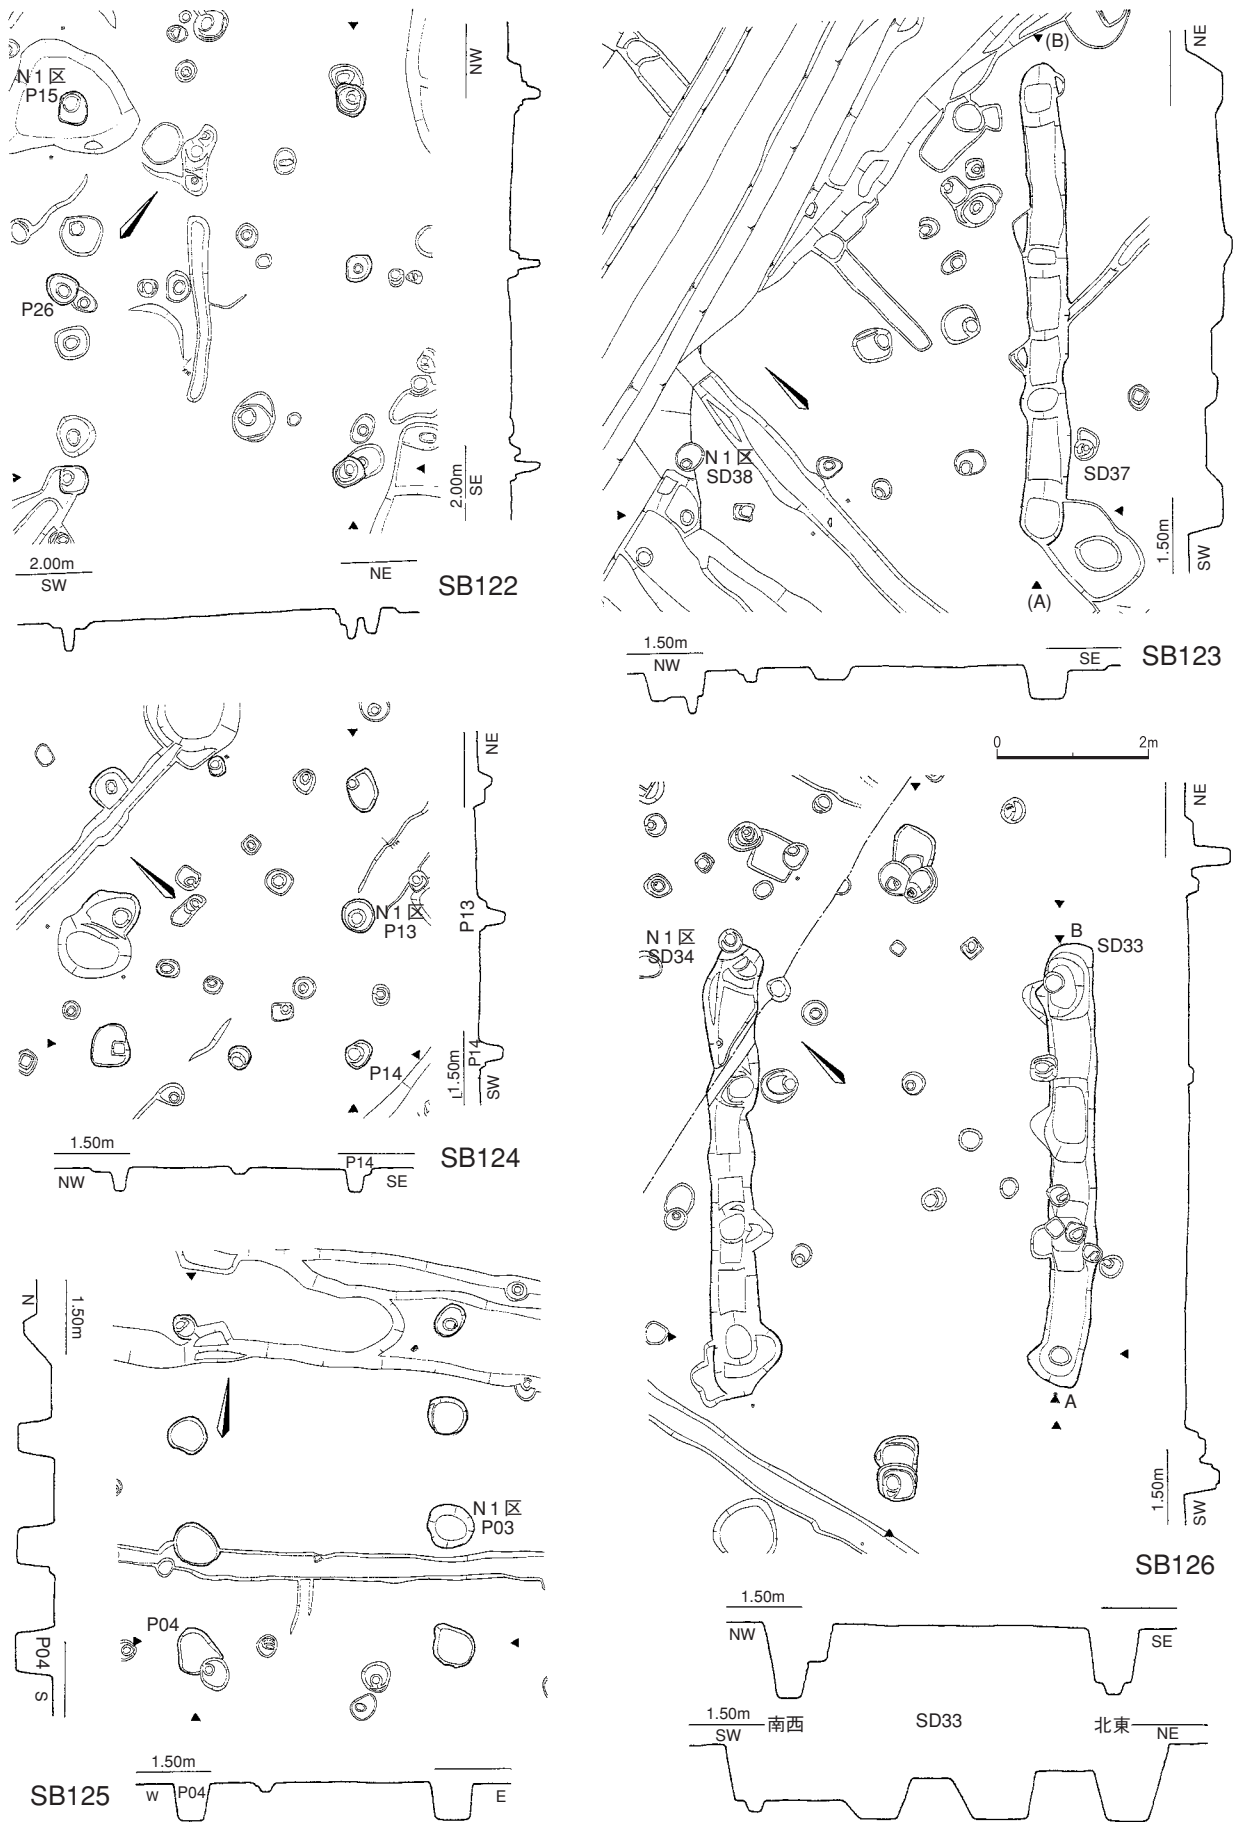 N1区
P15
P26
NW
2.00m
SE
2.00m
SW
NE
SB122
(B)
NE
N1区
SD38
SD37
1.50m
SW
(A)
1.50m
NW
SE
SB123
0
2m
NE
N1区
P13
P13
P14
P14
1.50m
SW
1.50m
NW
P14
SE
SB124
N
1.50m
N1区
P03
P04
P04
S
1.50m
W
P04
E
SB125
NE
N1区
SD34
B
SD33
A
1.50m
SW
SB126
1.50m
NW
SE
1.50m
SW
南西
SD33
北東
NE